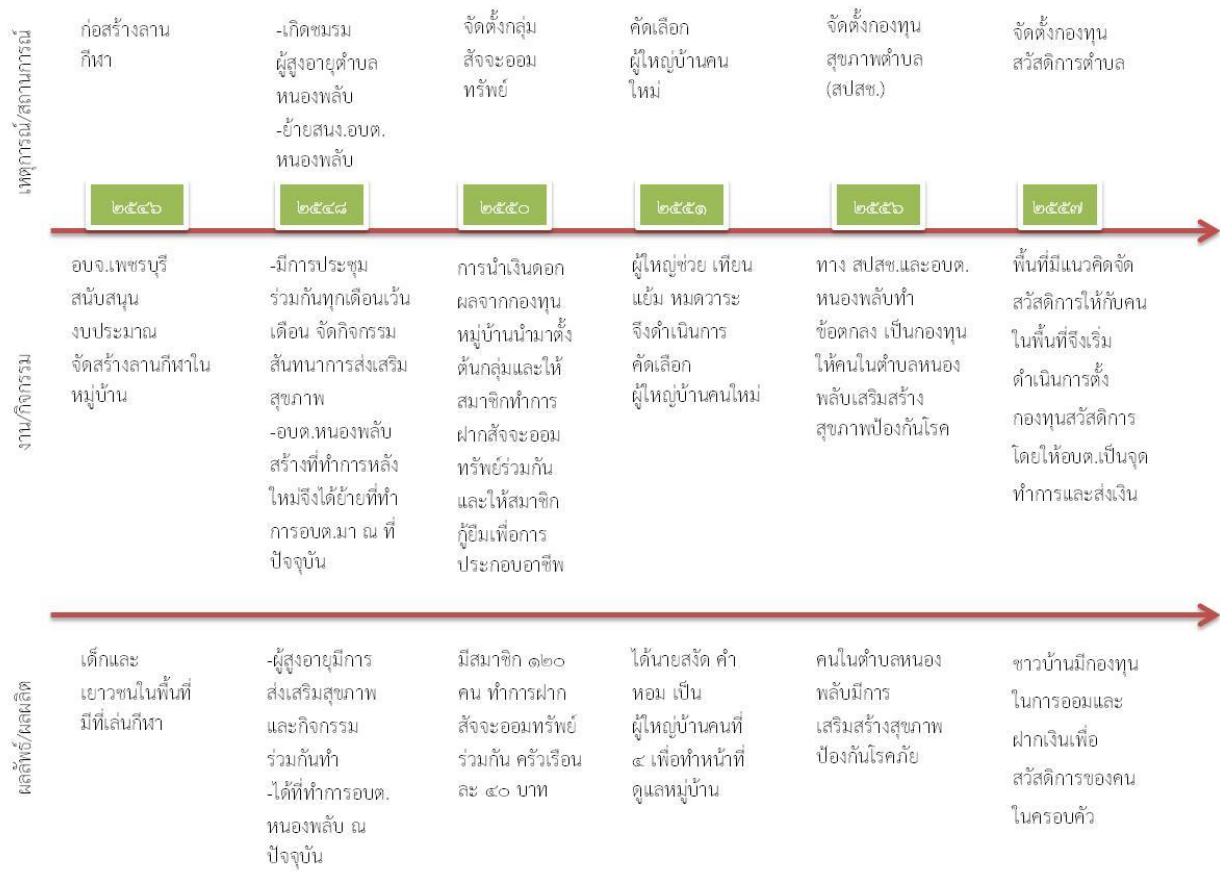 เหตุการณ์/สถานการณ์
ก่อสร้างลาน
กีฬา
-เกิดชมรม
ผู้สูงอายุตำบล
หนองพลับ
-ย้ายสนง.อบต.
หนองพลับ
จัดตั้งกลุ่ม
สัจจะออม
ทรัพย์
คัดเลือก
ผู้ใหญ่บ้านคน
ใหม่
จัดตั้งกองทุน
สุขภาพตำบล
(สปสช.)
จัดตั้งกองทุน
สวัสดิการตำบล
๒๕๔๖
๒๕๔๘
๒๕๕๐
๒๕๕๑
๒๕๕๖
๒๕๕๗
งาน/กิจกรรม
อบจ.เพชรบุรี
สนับสนุน
งบประมาณ
จัดสร้างลานกีฬาใน
หมู่บ้าน
-มีการประชุม
ร่วมกันทุกเดือนเว้น
เดือน จัดกิจกรรม
สันทนาการส่งเสริม
สุขภาพ
-อบต.หนองพลับ
สร้างที่ทำการหลัง
ใหม่จึงได้ย้ายที่ทำ
การอบต.มา ณ ที่
ปัจจุบัน
การนำเงินดอก
ผลจากกองทุน
หมู่บ้านนำมาตั้ง
ต้นกลุ่มและให้
สมาชิกทำการ
ฝากสัจจะออม
ทรัพย์ร่วมกัน
และให้สมาชิก
กู้ยืมเพื่อการ
ประกอบอาชีพ
ผู้ใหญ่ช่วย เทียน
แย้ม หมดวาระ
จึงดำเนินการ
คัดเลือก
ผู้ใหญ่บ้านคนใหม่
ทาง สปสช.และอบต.
หนองพลับทำ
ข้อตกลง เป็นกองทุน
ให้คนในตำบลหนอง
พลับเสริมสร้าง
สุขภาพป้องกันโรค
พื้นที่มีแนวคิดจัด
สวัสดิการให้กับคน
ในพื้นที่จึงเริ่ม
ดำเนินการตั้ง
กองทุนสวัสดิการ
โดยให้อบต.เป็นจุด
ทำการและส่งเงิน
ผลลัพธ์/ผลผลิต
เด็กและ
เยาวชนในพื้นที่
มีที่เล่นกีฬา
-ผู้สูงอายุมีการ
ส่งเสริมสุขภาพ
และกิจกรรม
ร่วมกันทำ
-ได้ที่ทำการอบต.
หนองพลับ ณ
ปัจจุบัน
มีสมาชิก ๑๒๐
คน ทำการฝาก
สัจจะออมทรัพย์
ร่วมกัน ครัวเรือน
ละ ๔๐ บาท
ได้นายสงัด คำ
หอม เป็น
ผู้ใหญ่บ้านคนที่
๔ เพื่อทำหน้าที่
ดูแลหมู่บ้าน
คนในตำบลหนอง
พลับมีการ
เสริมสร้างสุขภาพ
ป้องกันโรคภัย
ชาวบ้านมีกองทุน
ในการออมและ
ฝากเงินเพื่อ
สวัสดิการของคน
ในครอบคัว